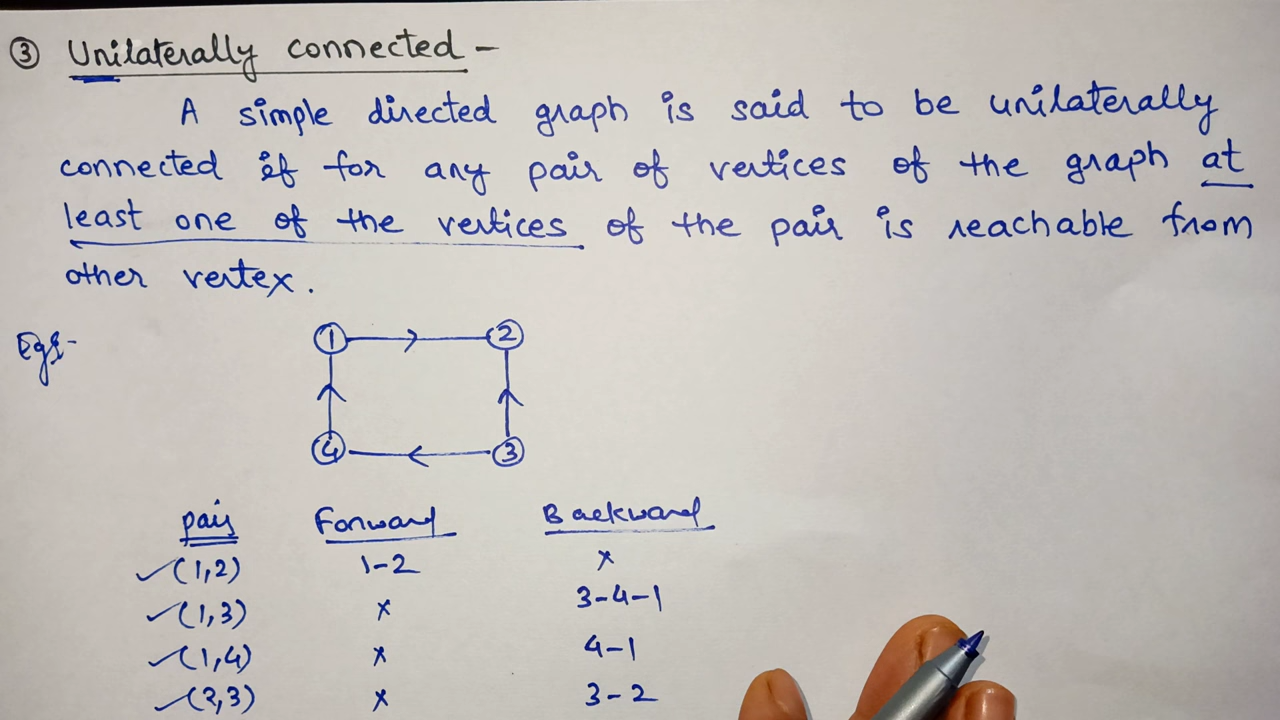 ③ Unilaterally connected -
A simple directed graph is said to be unilaterally
connected if for any pair of vertices of the graph at
least one of the vertices of the pair is reachable from
other vertex.
Eg:-
1 2
4 3
pair Forward Backward
✓(1,2) 1-2 x
✓(1,3) x 3-4-1
✓(1,4) x 4-1
✓(2,3) x 3-2